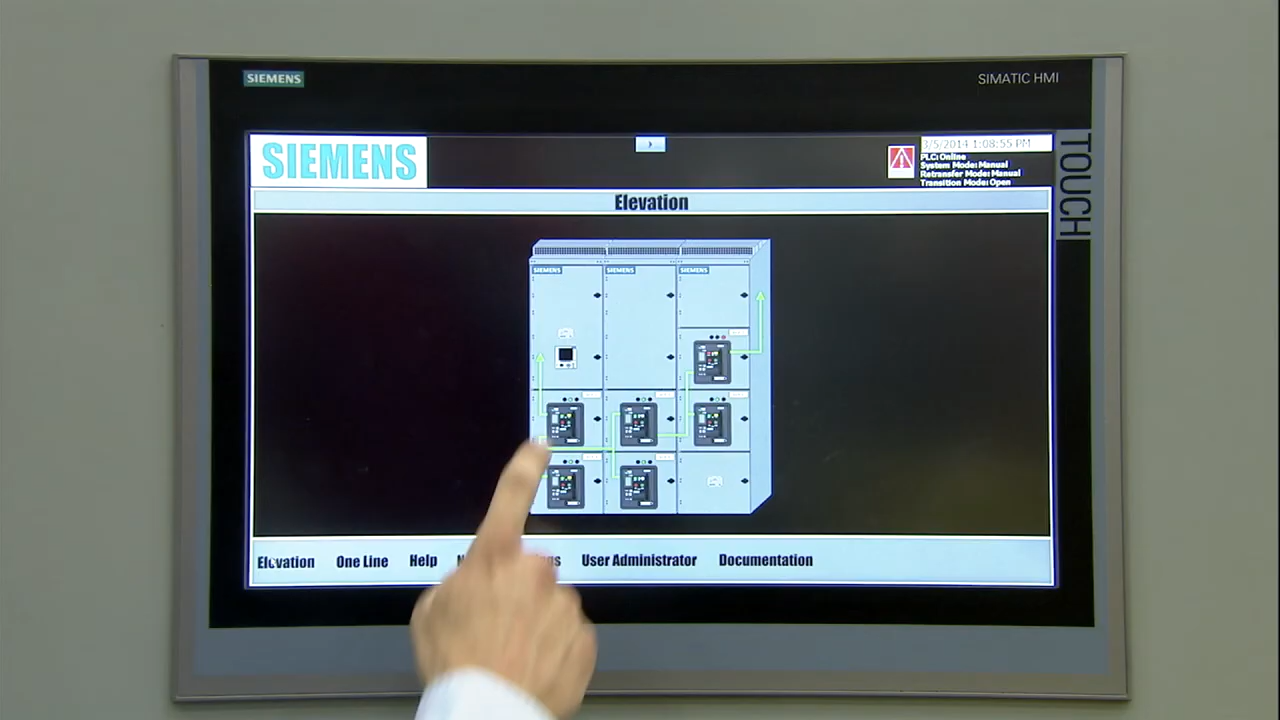 SIEMENS
SIMATIC HMI
SIEMENS
3/5/2014 1:08:55 PM
PLC: Online
System Mode: Manual
Retransfer Mode: Manual
Transition Mode: Open
TOUCH
Elevation
SIEMENS SIEMENS SIEMENS
Elevation One Line Help User Administrator Documentation